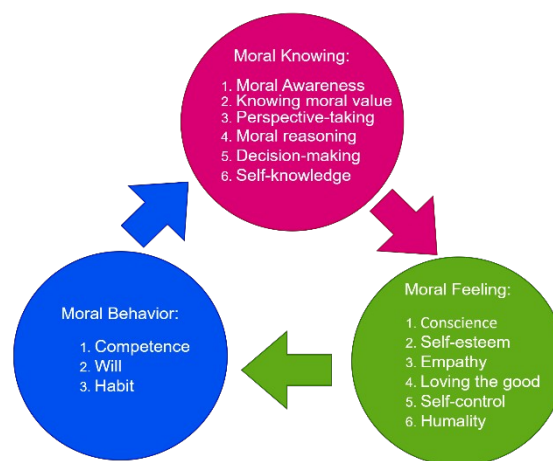 Moral Knowing:
1. Moral Awareness
2. Knowing moral value
3. Perspective-taking
4. Moral reasoning
5. Decision-making
6. Self-knowledge
Moral Feeling:
1. Conscience
2. Self-esteem
3. Empathy
4. Loving the good
5. Self-control
6. Humality
Moral Behavior:
1. Competence
2. Will
3. Habit